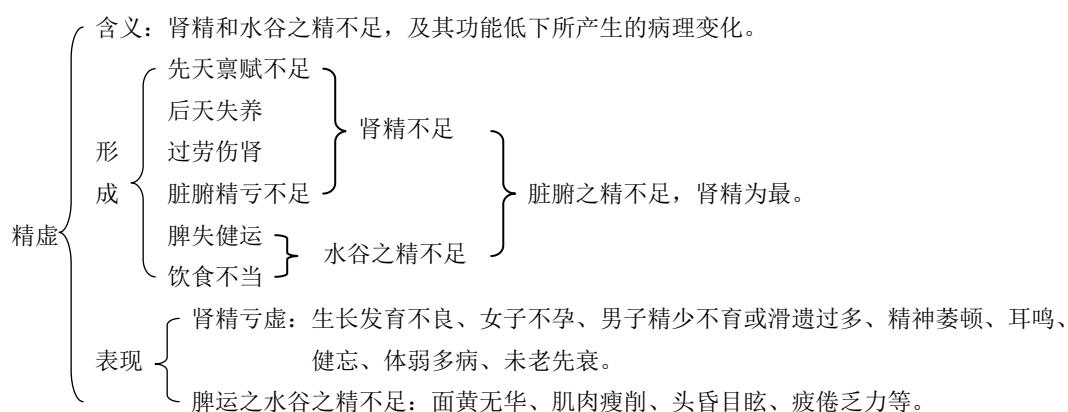 含义：肾精和水谷之精不足，及其功能低下所产生的病理变化。
先天禀赋不足
后天失养
肾精不足
形
过劳伤肾
成
脏腑精亏不足
脏腑之精不足，肾精为最。
精虚
脾失健运
水谷之精不足
饮食不当
肾精亏虚：生长发育不良、女子不孕、男子精少不育或滑遗过多、精神萎顿、耳鸣、
表现
健忘、体弱多病、未老先衰。
脾运之水谷之精不足：面黄无华、肌肉瘦削、头昏目眩、疲倦乏力等。